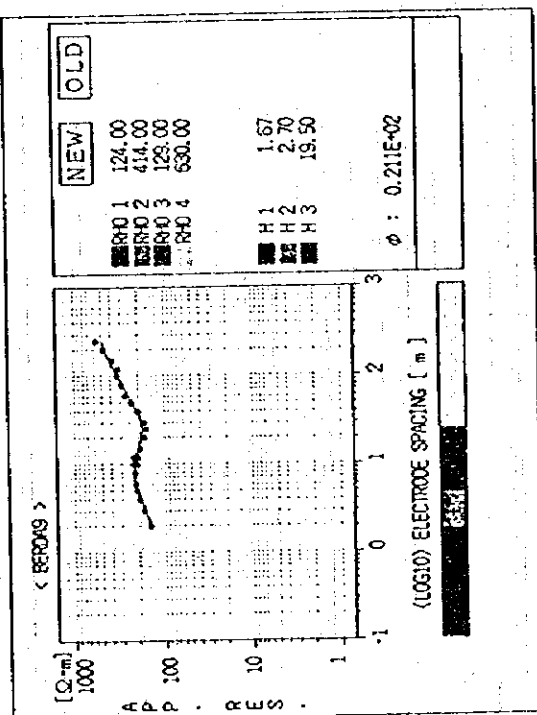 < BERDA9 >
[Ω-m]
1000
100
10
1
APP. RES.
-1 0 1 2 3
(LOG10) ELECTRODE SPACING [ m ]
NEW OLD
RHO 1 124.00
RHO 2 414.00
RHO 3 129.00
RHO 4 630.00
H 1 1.67
H 2 2.70
H 3 19.50
Φ : 0.211E+02